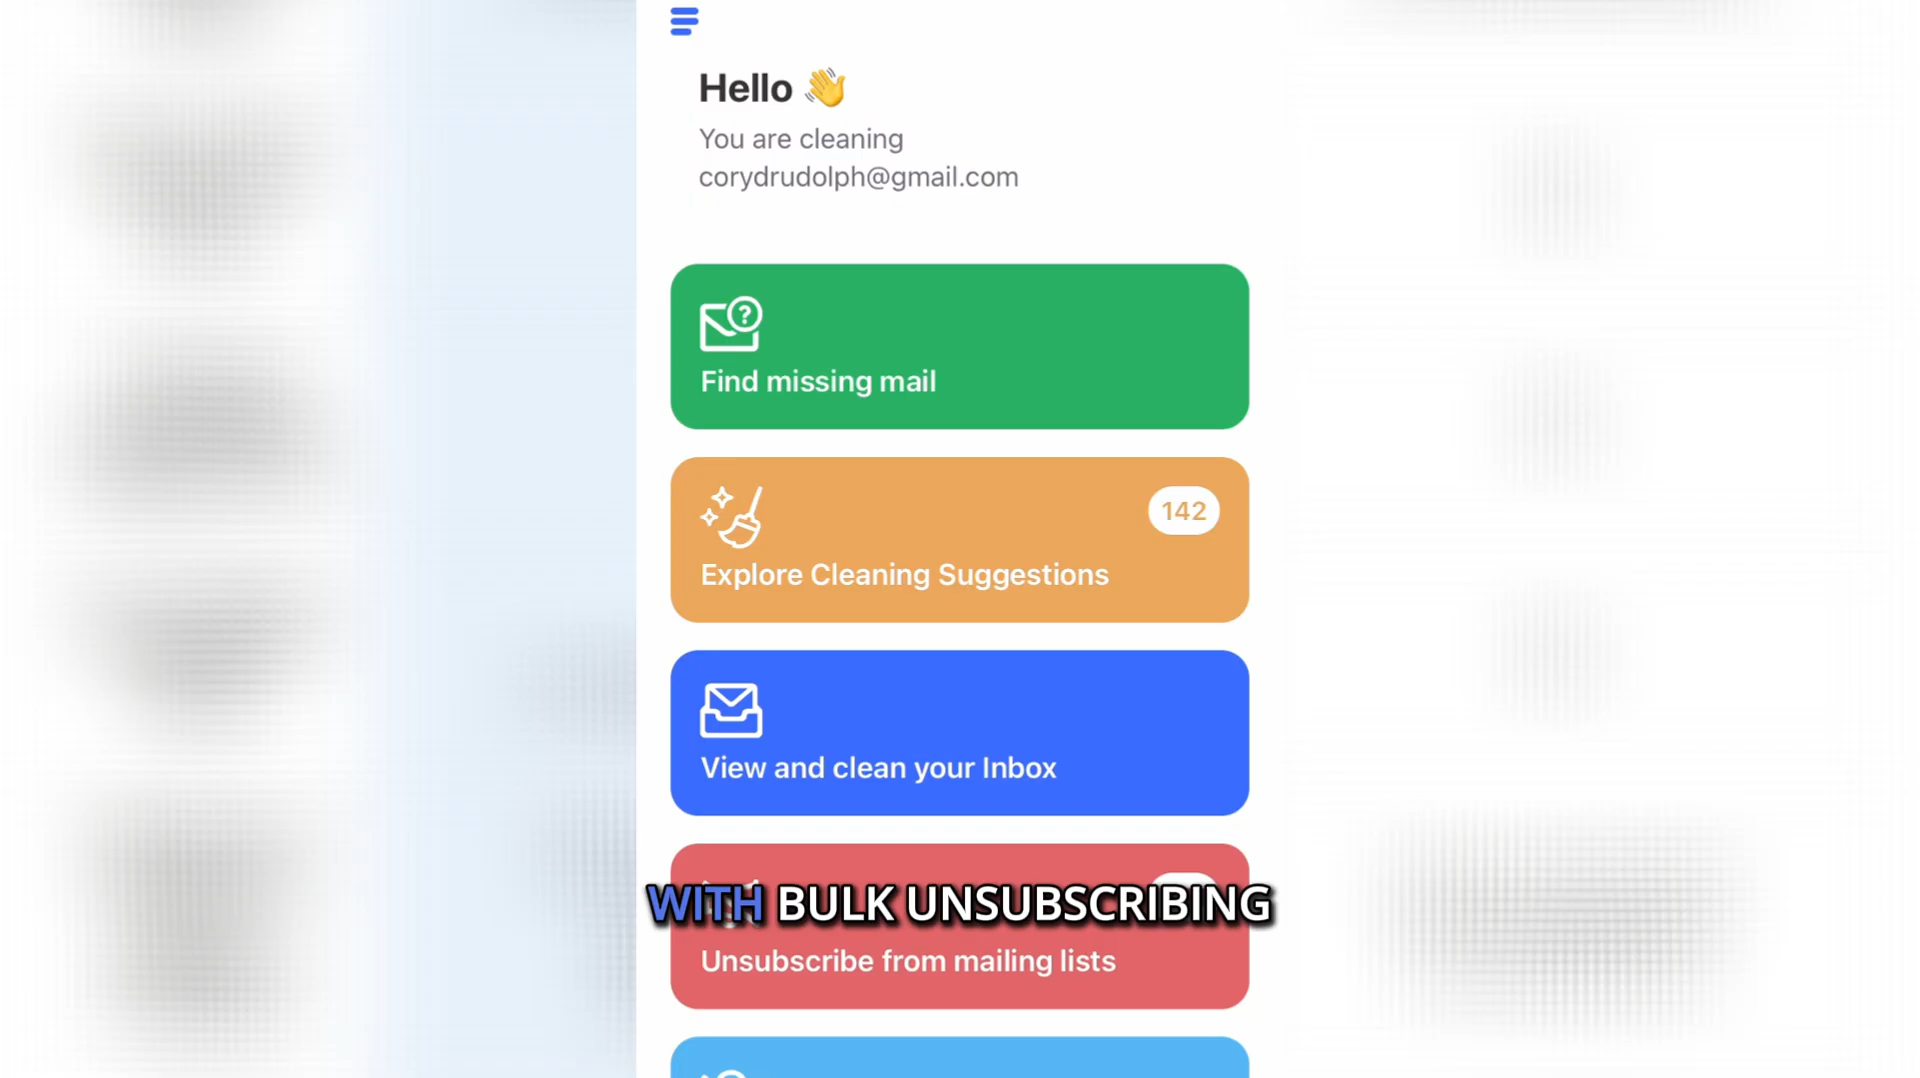 Hello 👋
You are cleaning
corydrudolph@gmail.com
Find missing mail
142
Explore Cleaning Suggestions
View and clean your Inbox
WITH BULK UNSUBSCRIBING
Unsubscribe from mailing lists